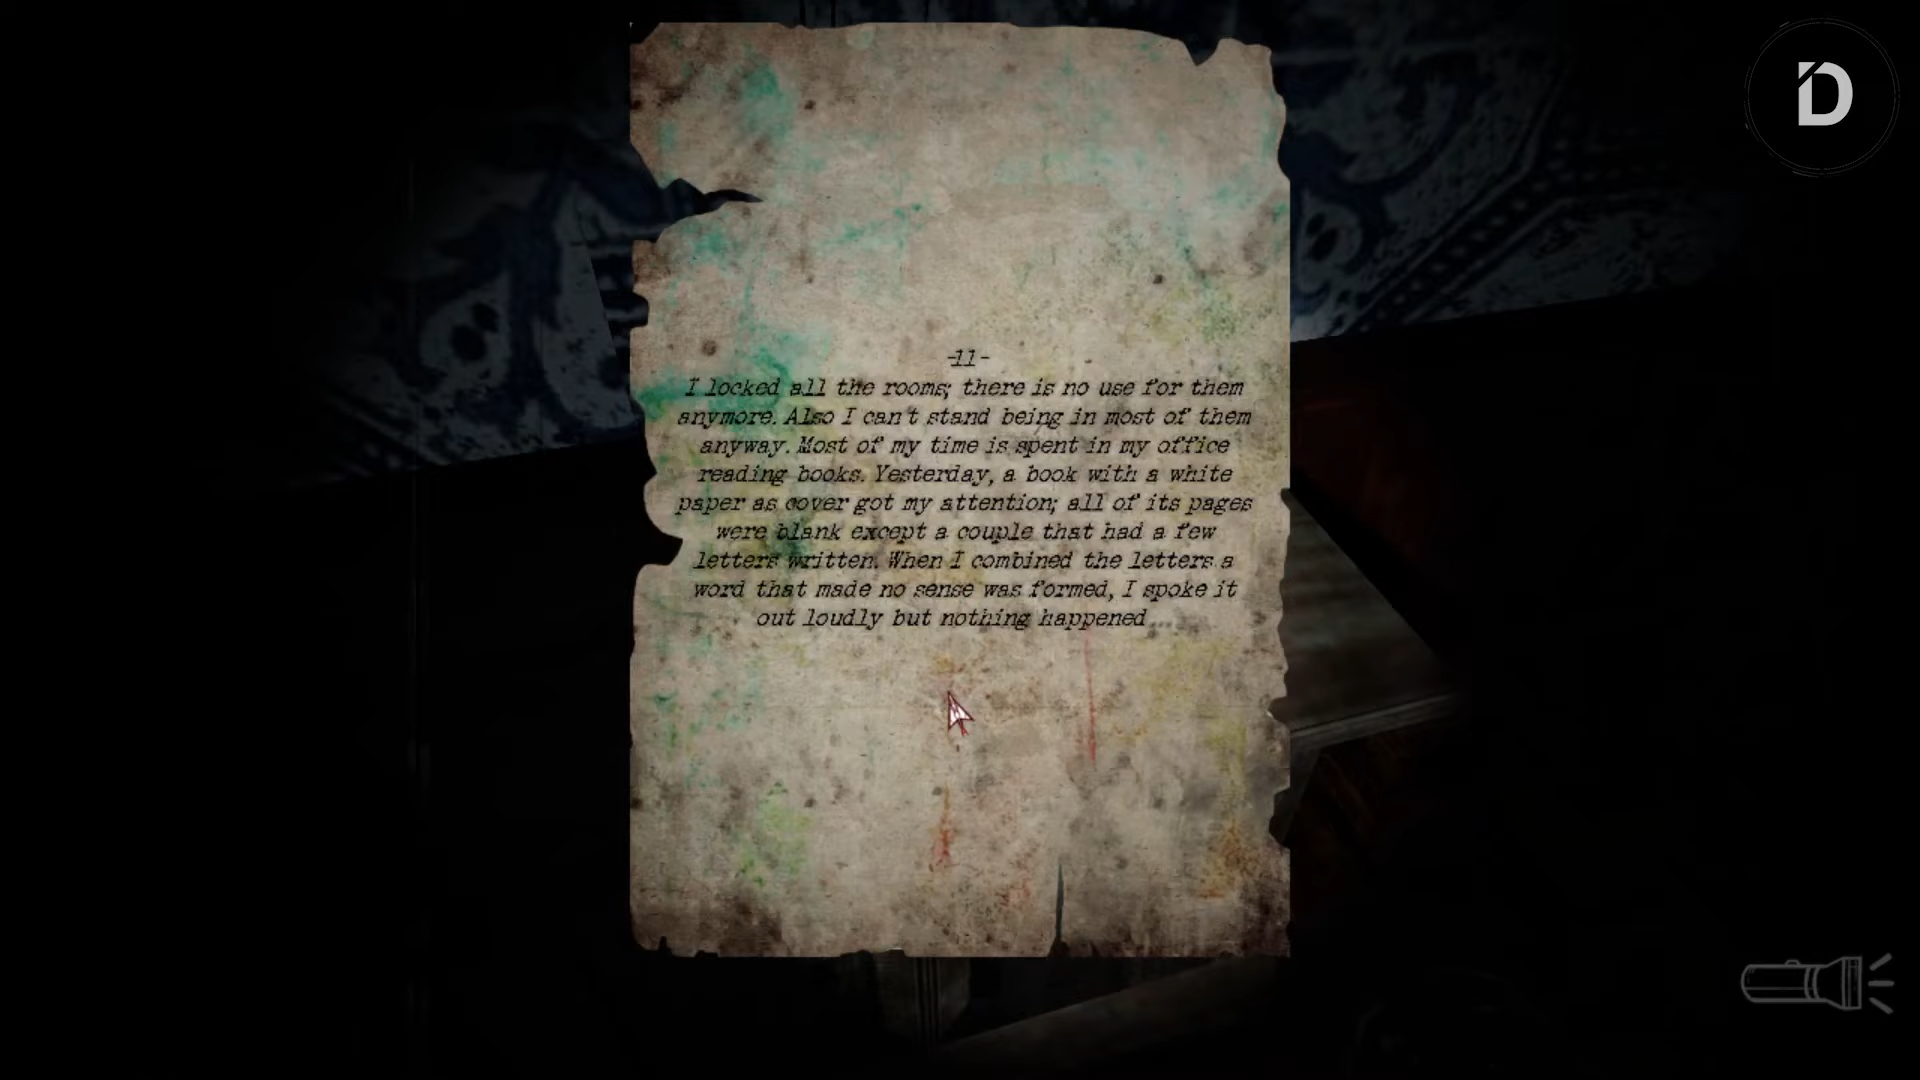 D
-11-
I locked all the rooms; there is no use for them
anymore. Also I can't stand being in most of them
anyway. Most of my time is spent in my office
reading books. Yesterday, a book with a white
paper as cover got my attention; all of its pages
were blank except a couple that had a few
letters written. When I combined the letters a
word that made no sense was formed, I spoke it
out loudly but nothing happened...